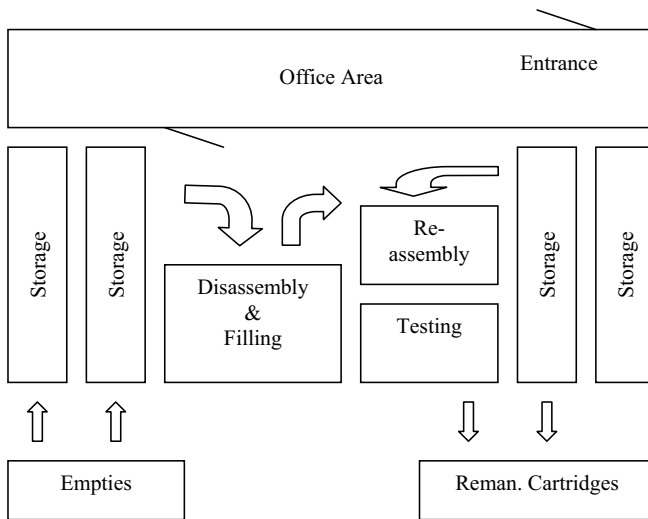 Entrance
Office Area
Storage
Storage
Disassembly
&
Filling
Re-
assembly
Testing
Storage
Storage
Empties
Reman. Cartridges